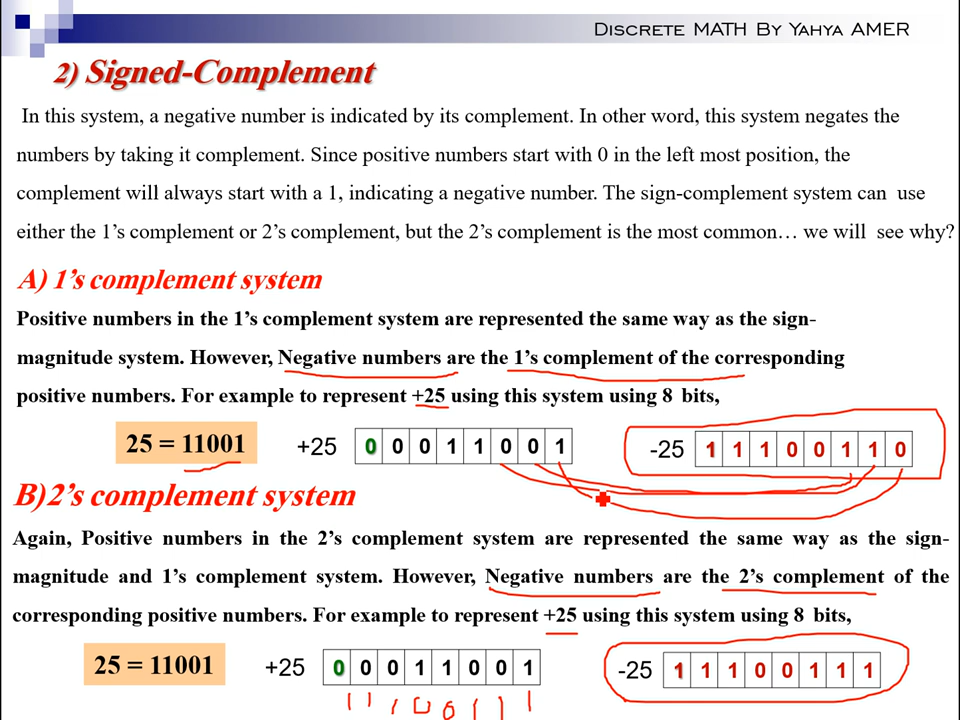 DISCRETE MATH BY YAHYA AMER
2) Signed-Complement
In this system, a negative number is indicated by its complement. In other word, this system negates the
numbers by taking it complement. Since positive numbers start with 0 in the left most position, the
complement will always start with a 1, indicating a negative number. The sign-complement system can use
either the 1's complement or 2's complement, but the 2's complement is the most common… we will see why?
A) 1's complement system
Positive numbers in the 1's complement system are represented the same way as the sign-
magnitude system. However, Negative numbers are the 1's complement of the corresponding
positive numbers. For example to represent +25 using this system using 8 bits,
25 = 11001 +25 0 0 0 1 1 0 0 1 -25 1 1 1 0 0 1 1 0
B)2's complement system
Again, Positive numbers in the 2's complement system are represented the same way as the sign-
magnitude and 1's complement system. However, Negative numbers are the 2's complement of the
corresponding positive numbers. For example to represent +25 using this system using 8 bits,
25 = 11001 +25 0 0 0 1 1 0 0 1 -25 1 1 1 0 0 1 1 1
1 1 1 0 0 1 1 1